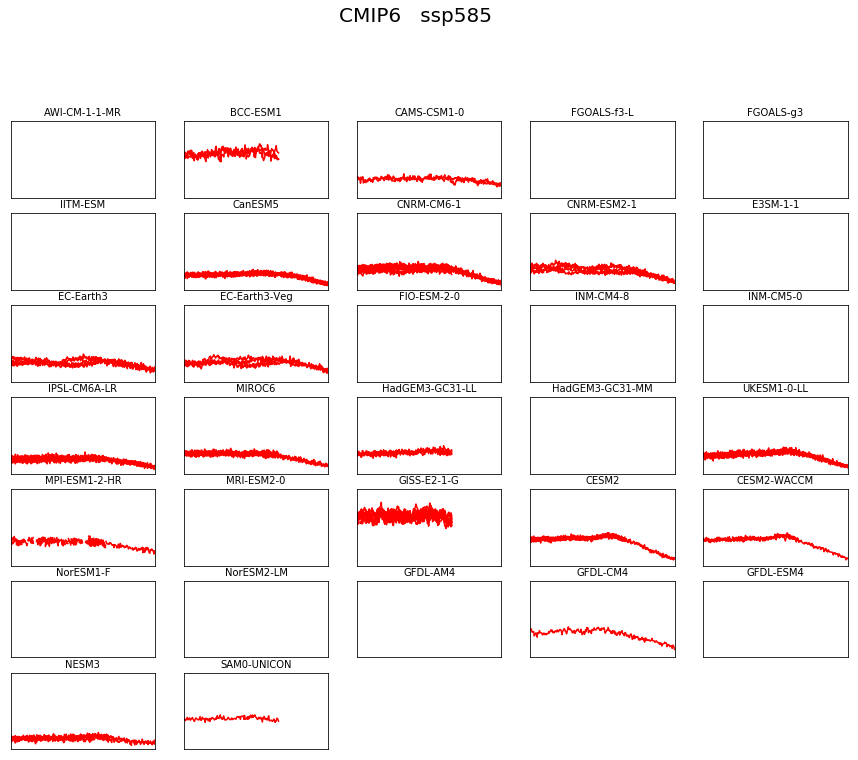 CMIP6 ssp585
AWI-CM-1-1-MR BCC-ESM1 CAMS-CSM1-0 FGOALS-f3-L FGOALS-g3
IITM-ESM CanESM5 CNRM-CM6-1 CNRM-ESM2-1 E3SM-1-1
EC-Earth3 EC-Earth3-Veg FIO-ESM-2-0 INM-CM4-8 INM-CM5-0
IPSL-CM6A-LR MIROC6 HadGEM3-GC31-LL HadGEM3-GC31-MM UKESM1-0-LL
MPI-ESM1-2-HR MRI-ESM2-0 GISS-E2-1-G CESM2 CESM2-WACCM
NorESM1-F NorESM2-LM GFDL-AM4 GFDL-CM4 GFDL-ESM4
NESM3 SAM0-UNICON